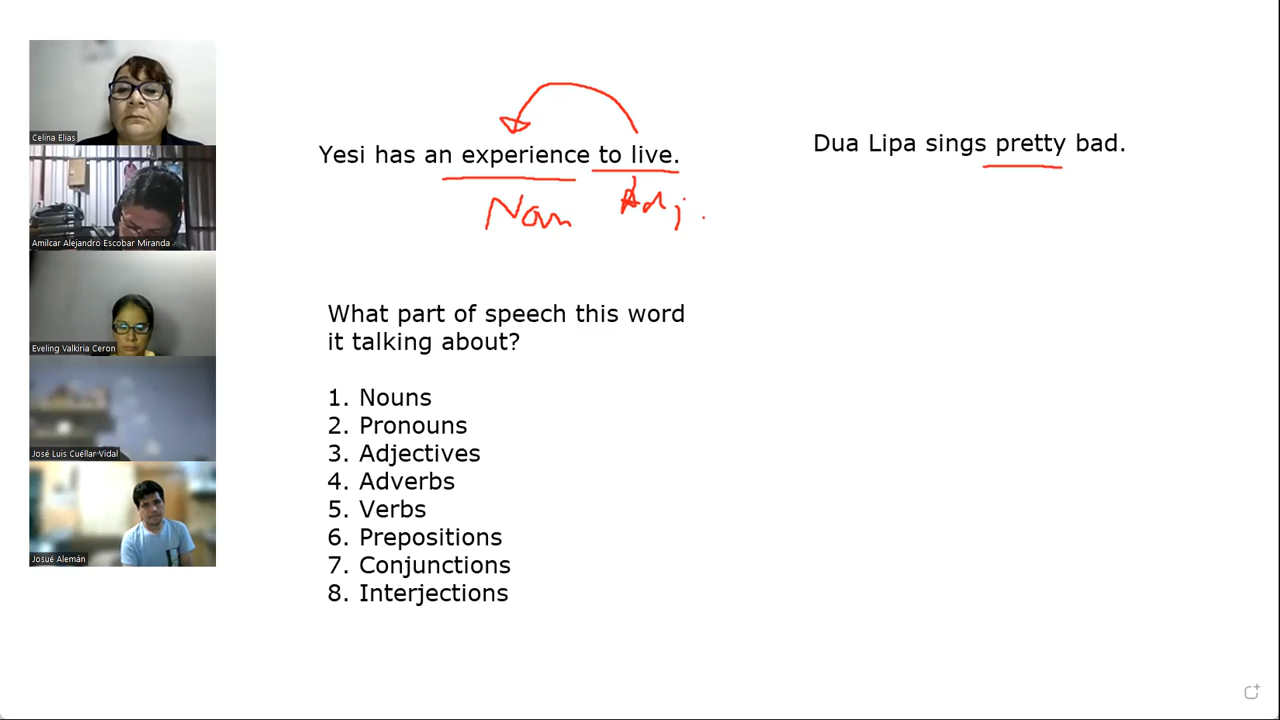 Celina Elias
Amilcar Alejandro Escobar Miranda
Eveling Valkiria Ceron
José Luis Cuéllar Vidal
Josué Alemán
Yesi has an experience to live.
Noun Adj.
What part of speech this word
it talking about?
1. Nouns
2. Pronouns
3. Adjectives
4. Adverbs
5. Verbs
6. Prepositions
7. Conjunctions
8. Interjections
Dua Lipa sings pretty bad.